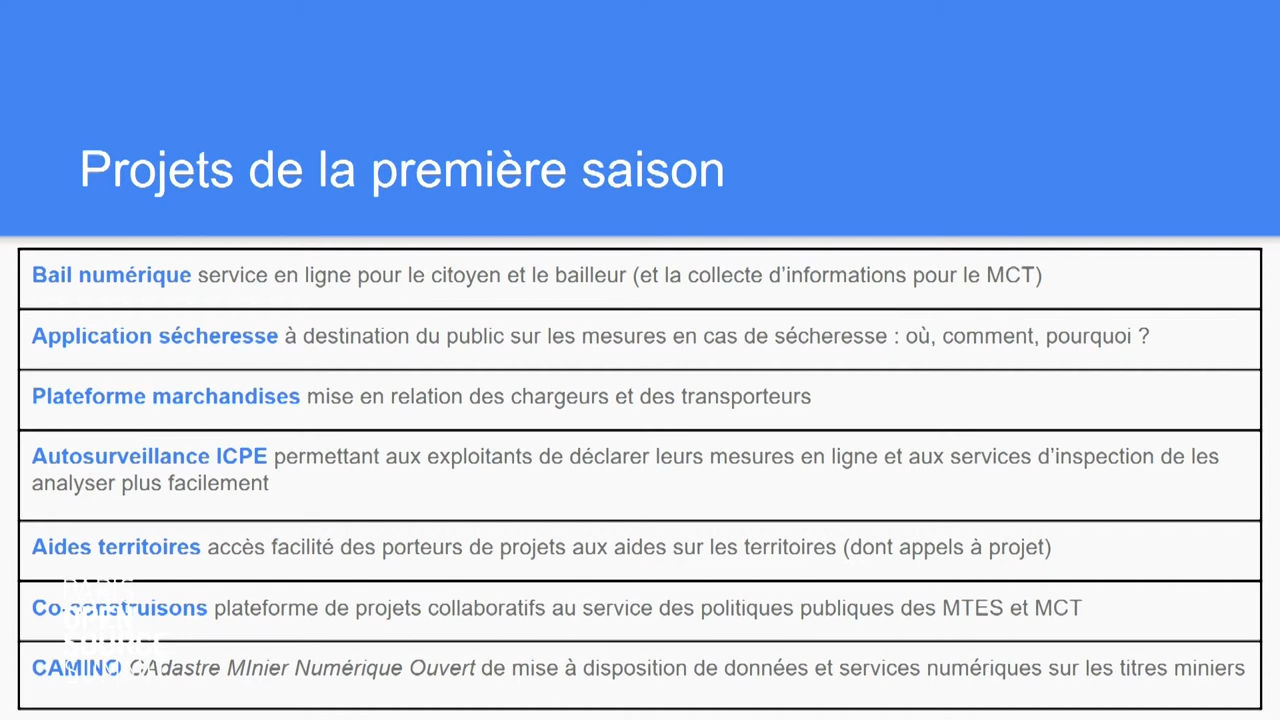 Projets de la première saison
Bail numérique service en ligne pour le citoyen et le bailleur (et la collecte d'informations pour le MCT)
Application sécheresse à destination du public sur les mesures en cas de sécheresse : où, comment, pourquoi ?
Plateforme marchandises mise en relation des chargeurs et des transporteurs
Autosurveillance ICPE permettant aux exploitants de déclarer leurs mesures en ligne et aux services d'inspection de les
analyser plus facilement
Aides territoires accès facilité des porteurs de projets aux aides sur les territoires (dont appels à projet)
Co-construisons plateforme de projets collaboratifs au service des politiques publiques des MTES et MCT
CAMINO CAdastre MInier Numérique Ouvert de mise à disposition de données et services numériques sur les titres miniers
PARIS
OPEN
SOURCE